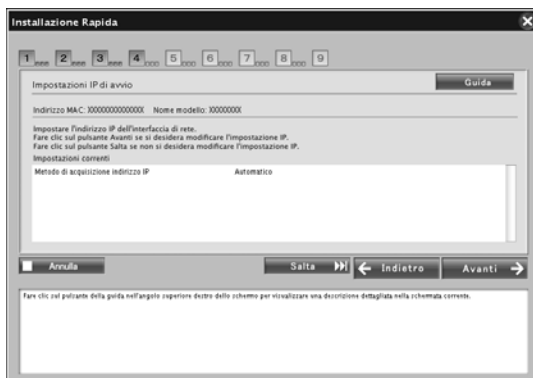 Installazione Rapida
1 2 3 4 5 6 7 8 9
Impostazioni IP di avvio
Guida
Indirizzo MAC: XXXXXXXXXXXXXX Nome modello: XXXXXXXX
Impostare l'indirizzo IP dell'interfaccia di rete.
Fare clic sul pulsante Avanti se si desidera modificare l'impostazione IP.
Fare clic sul pulsante Salta se non si desidera modificare l'impostazione IP.
Impostazioni correnti
Metodo di acquisizione indirizzo IP Automatico
Annulla
Salta
Indietro
Avanti
Fare clic sul pulsante della guida nell'angolo superiore destro dello schermo per visualizzare una descrizione dettagliata nella schermata corrente.